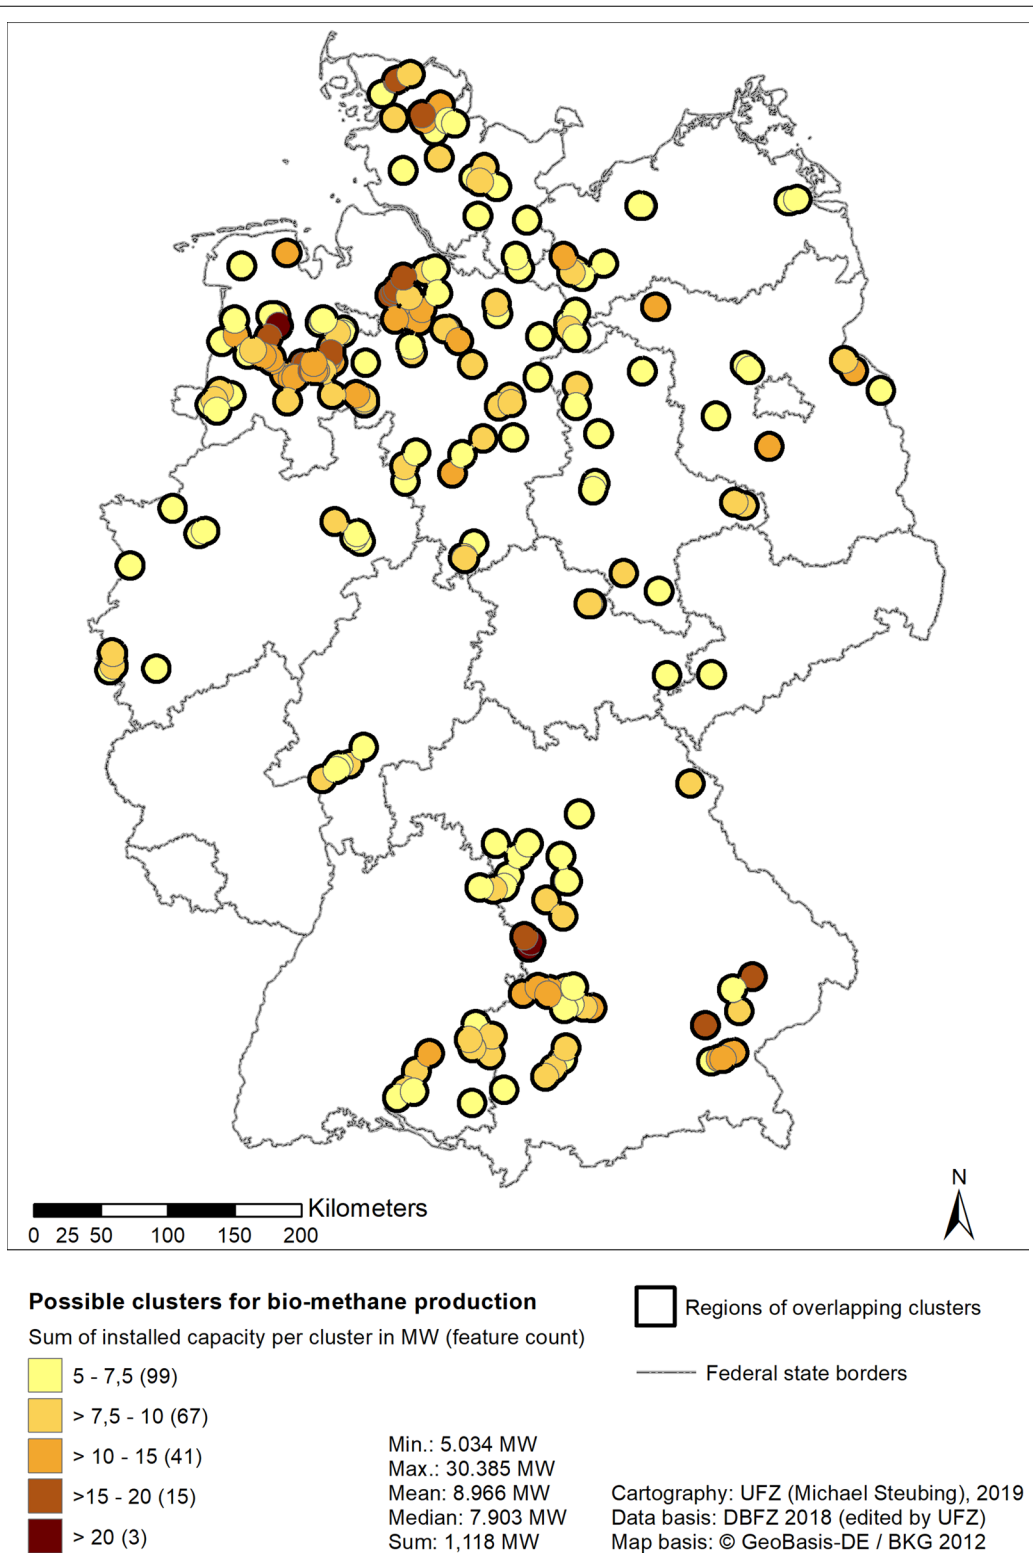 N
Kilometers
0 25 50 100 150 200
Possible clusters for bio-methane production
Sum of installed capacity per cluster in MW (feature count)
5 - 7,5 (99)
> 7,5 - 10 (67)
> 10 - 15 (41)
>15 - 20 (15)
> 20 (3)
Regions of overlapping clusters
Federal state borders
Min.: 5.034 MW
Max.: 30.385 MW
Mean: 8.966 MW
Median: 7.903 MW
Sum: 1,118 MW
Cartography: UFZ (Michael Steubing), 2019
Data basis: DBFZ 2018 (edited by UFZ)
Map basis: © GeoBasis-DE / BKG 2012